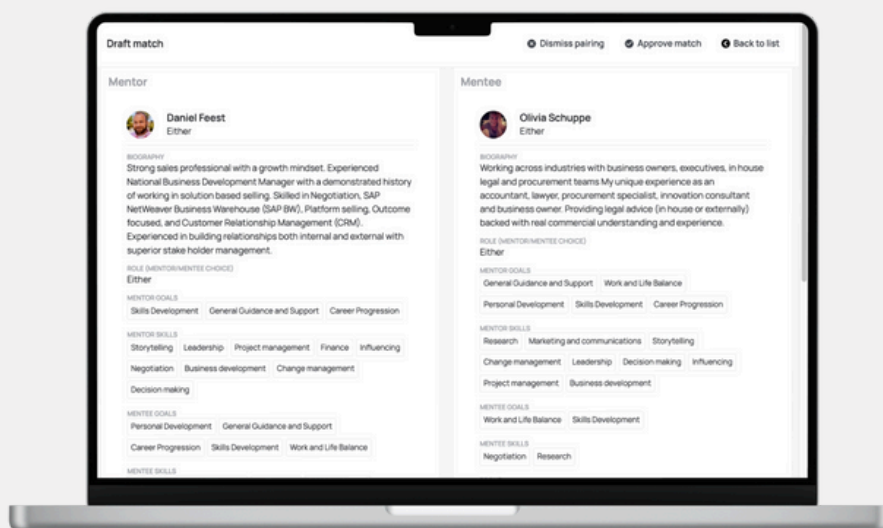 Draft match
Dismiss pairing
Approve match
Back to list
Mentor
Daniel Feest
Either
BIOGRAPHY
Strong sales professional with a growth mindset. Experienced
National Business Development Manager with a demonstrated history
of working in solution based selling. Skilled in Negotiation, SAP
NetWeaver Business Warehouse (SAP BW), Platform selling, Outcome
focused, and Customer Relationship Management (CRM).
Experienced in building relationships both internal and external with
superior stake holder management.
ROLE (MENTOR/MENTEE CHOICE)
Either
MENTOR GOALS
Skills Development General Guidance and Support Career Progression
MENTOR SKILLS
Storytelling Leadership Project management Finance Influencing
Negotiation Business development Change management
Decision making
MENTEE GOALS
Personal Development General Guidance and Support
Career Progression Skills Development Work and Life Balance
MENTEE SKILLS
Mentee
Olivia Schuppe
Either
BIOGRAPHY
Working across industries with business owners, executives, in house
legal and procurement teams My unique experience as an
accountant, lawyer, procurement specialist, innovation consultant
and business owner. Providing legal advice (in house or externally)
backed with real commercial understanding and experience.
ROLE (MENTOR/MENTEE CHOICE)
Either
MENTOR GOALS
General Guidance and Support Work and Life Balance
Personal Development Skills Development Career Progression
MENTOR SKILLS
Research Marketing and communications Storytelling
Change management Leadership Decision making Influencing
Project management Business development
MENTEE GOALS
Work and Life Balance Skills Development
MENTEE SKILLS
Negotiation Research